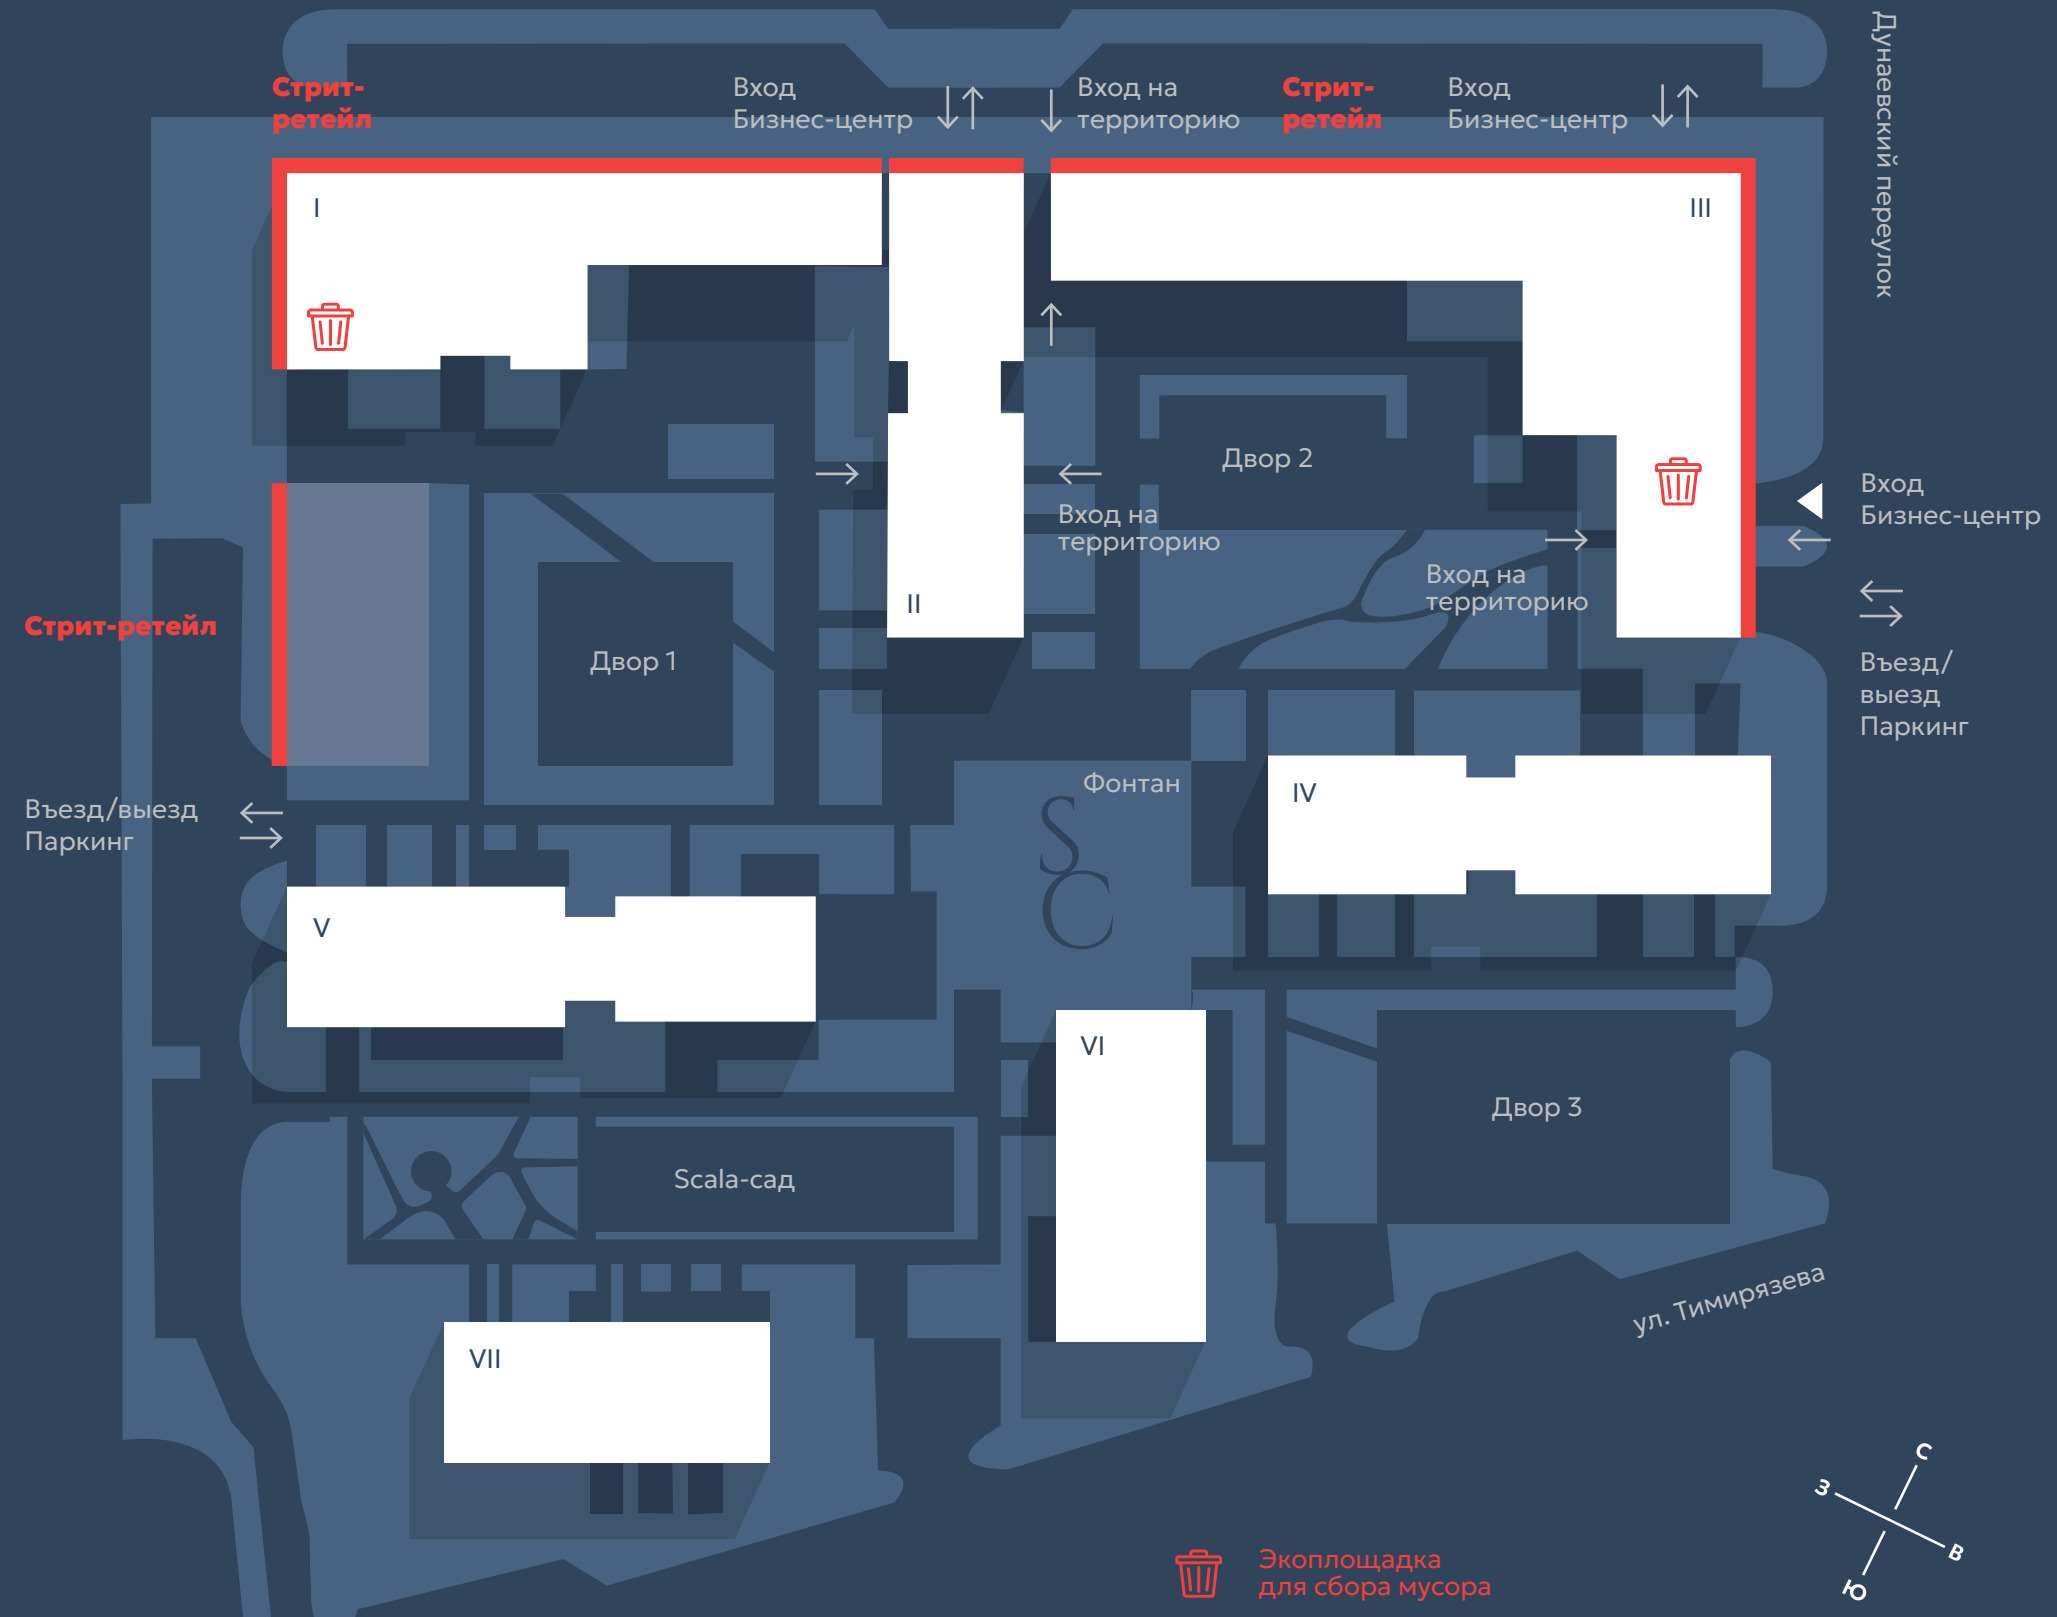 Стрит-
ретейл
Вход
Бизнес-центр
Вход на
территорию
Стрит-
ретейл
Вход
Бизнес-центр
Дунаевский переулок
I
III
Двор 2
Вход
Бизнес-центр
Вход на
территорию
Вход на
территорию
II
Стрит-ретейл
Двор 1
Въезд/
выезд
Паркинг
Фонтан
IV
S
C
Въезд/выезд
Паркинг
V
VI
Двор 3
Scala-сад
ул. Тимирязева
VII
С
З
В
Ю
Экоплощадка
для сбора мусора